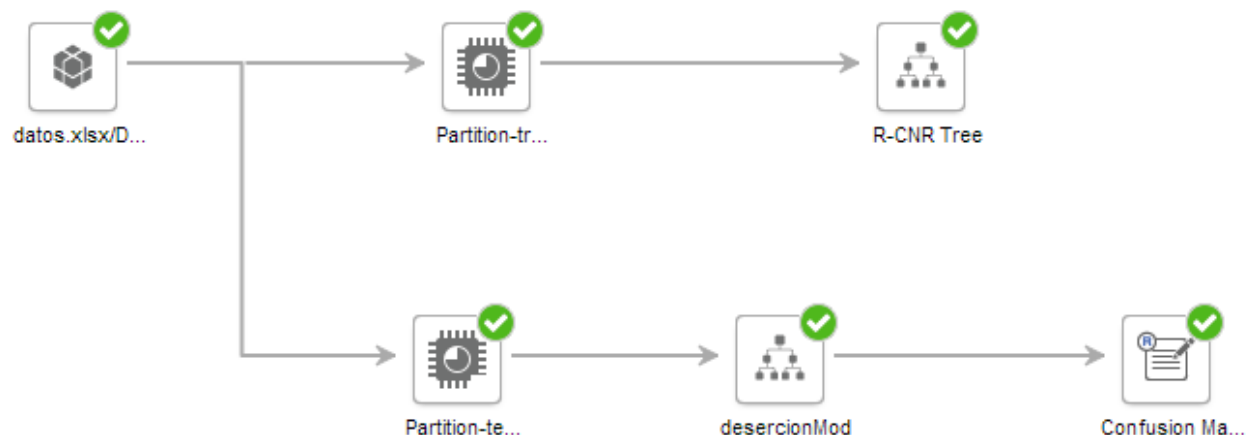 datos.xlsx/D...
Partition-tr...
R-CNR Tree
Partition-te...
desercionMod
R
Confusion Ma...